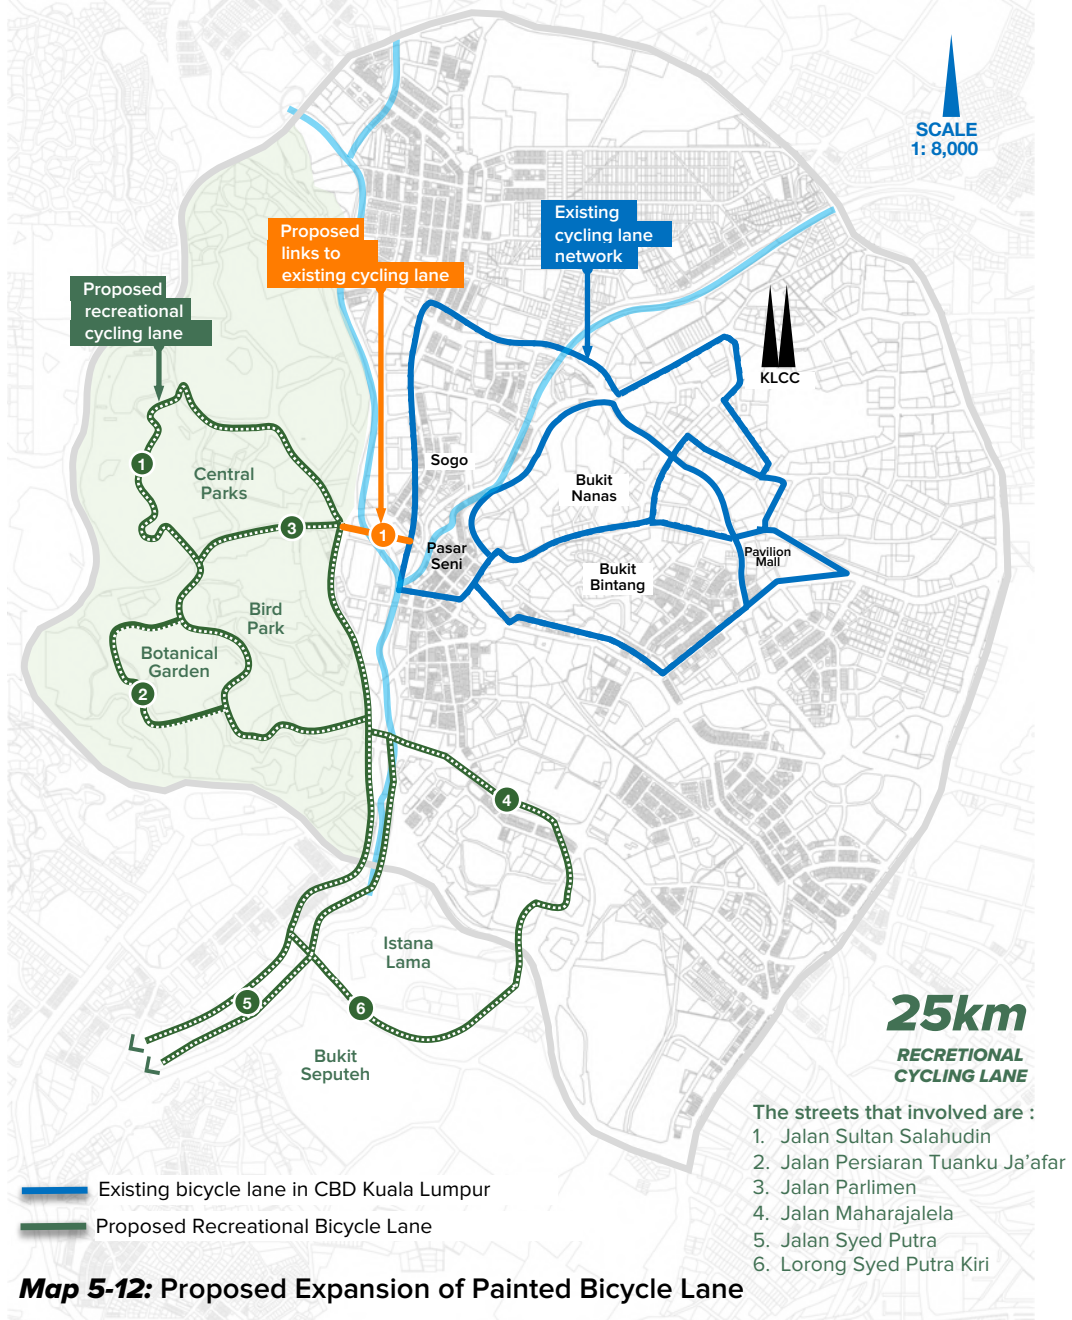 SCALE
1: 8,000
Existing
cycling lane
network
Proposed
links to
existing cycling lane
Proposed
recreational
cycling lane
KLCC
Sogo
1
Central
Parks
Bukit
Nanas
3
1
Pasar
Seni
Pavilion
Mall
Bukit
Bintang
Bird
Park
Botanical
Garden
2
4
Istana
Lama
5
6
Bukit
Seputeh
25km
RECRETIONAL
CYCLING LANE
The streets that involved are :
1. Jalan Sultan Salahudin
2. Jalan Persiaran Tuanku Ja’afar
3. Jalan Parlimen
4. Jalan Maharajalela
5. Jalan Syed Putra
6. Lorong Syed Putra Kiri
Existing bicycle lane in CBD Kuala Lumpur
Proposed Recreational Bicycle Lane
Map 5-12: Proposed Expansion of Painted Bicycle Lane